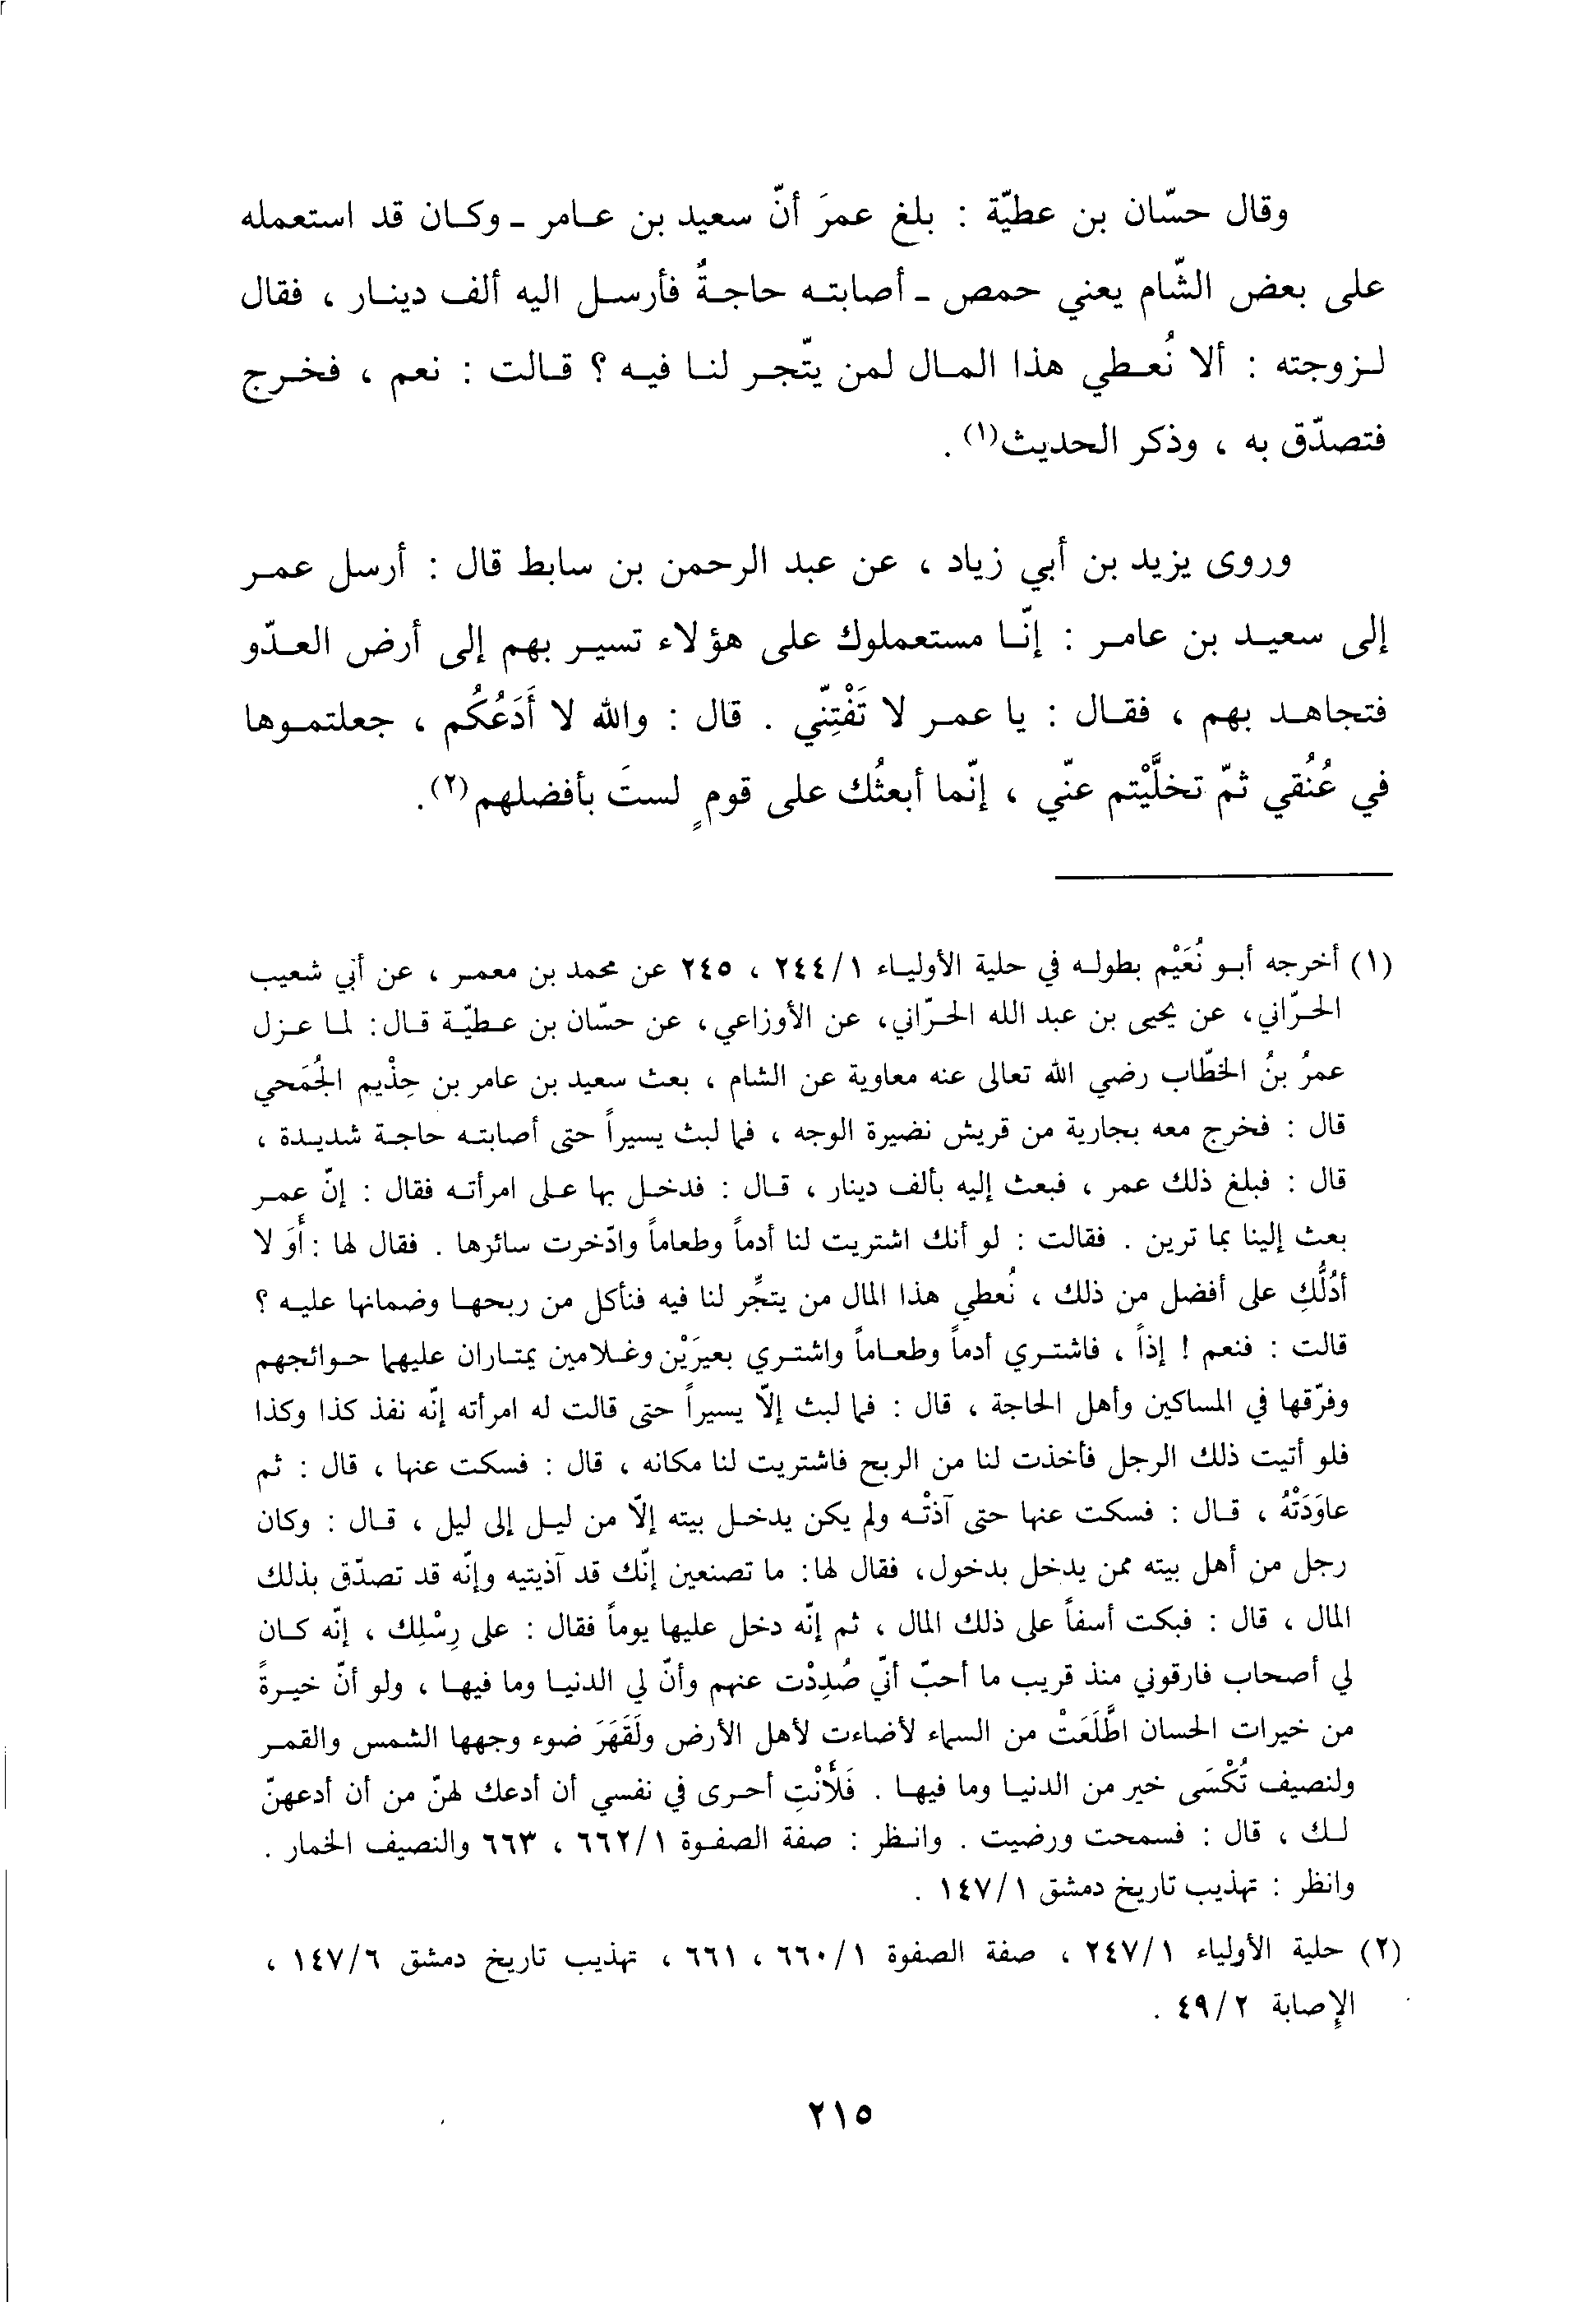 وقال حسّان بن عطيّة : بلغ عمرَ أنّ سعيد بن عامر - وكان قد استعمله
على بعض الشّام يعني حمص - أصابته حاجةٌ فأرسل اليه ألف دينار ، فقال
لزوجته : ألا نُعطي هذا المال لمن يتّجر لنا فيه ؟ قالت : نعم ، فخرج
فتصدّق به ، وذكر الحديث(١) .
وروى يزيد بن أبي زياد ، عن عبد الرحمن بن سابط قال : أرسل عمر
إلى سعيد بن عامر : إنّا مستعملوك على هؤلاء تسير بهم إلى أرض العدّو
فتجاهد بهم ، فقال : يا عمر لا تَفْتِنّي . قال : والله لا أَدَعُكُم ، جعلتموها
في عُنُقي ثمّ تخلَّيْتم عنّي ، إنّما أبعثُك على قومٍ لستَ بأفضلهم(٢).
(١) أخرجه أبو نُعَيْم بطوله في حلية الأولياء ٢٤٤/١ ، ٢٤٥ عن محمد بن معمر ، عن أبي شعيب
الحرّاني، عن يحيى بن عبد الله الحرّاني، عن الأوزاعي، عن حسّان بن عطيّة قال: لما عزل
عمرُ بنُ الخطّاب رضي الله تعالى عنه معاوية عن الشام ، بعث سعيد بن عامر بن حِذْيم الجُمَحي
قال : فخرج معه بجارية من قريش نضيرة الوجه ، فما لبث يسيراً حتى أصابته حاجة شديدة ،
قال : فبلغ ذلك عمر ، فبعث إليه بألف دينار ، قال : فدخل بها على امرأته فقال : إنّ عمر
بعث إلينا بما ترين . فقالت : لو أنك اشتريت لنا أدماً وطعاماً وادّخرت سائرها . فقال لها : أَوَ لا
أدُلُّكِ على أفضل من ذلك ، نُعطي هذا المال من يتجَّر لنا فيه فنأكل من ربحها وضمانها عليه ؟
قالت : فنعم ! إذاً ، فاشتري أدماً وطعاماً واشتري بعيرَيْن وغلامين يمتاران عليهما حوائجهم
وفرّقها في المساكين وأهل الحاجة ، قال : فما لبث إلاّ يسيراً حتى قالت له امرأته إنّه نفذ كذا وكذا
فلو أتيت ذلك الرجل فأخذت لنا من الربح فاشتريت لنا مكانه ، قال : فسكت عنها ، قال : ثم
عاوَدَتْهُ ، قال : فسكت عنها حتى آذتْه ولم يكن يدخل بيته إلاّ من ليل إلى ليل ، قال : وكان
رجل من أهل بيته ممن يدخل بدخول، فقال لها: ما تصنعين إنّك قد آذيتيه وإنّه قد تصدّق بذلك
المال ، قال : فبكت أسفاً على ذلك المال ، ثم إنّه دخل عليها يوماً فقال : على رِسْلِك ، إنّه كان
لي أصحاب فارقوني منذ قريب ما أحبّ أنّي صُدِدْت عنهم وأنّ لي الدنيا وما فيها ، ولو أنّ خيرةً
من خيرات الحسان اطَّلَعَتْ من السماء لأضاءت لأهل الأرض ولَقَهَرَ ضوء وجهها الشمس والقمر
ولنصيف تُكْسَى خير من الدنيا وما فيها . فَلأَنْتِ أحرى في نفسي أن أدعك لهنّ من أن أدعهنّ
لك ، قال : فسمحت ورضيت . وانظر : صفة الصفوة ٦٦٢/١ ، ٦٦٣ والنصيف الخمار .
وانظر : تهذيب تاريخ دمشق ١٤٧/١ .
(٢) حلية الأولياء ٢٤٧/١ ، صفة الصفوة ٦٦٠/١ ، ٦٦١ ، تهذيب تاريخ دمشق ١٤٧/٦ ،
الإصابة ٤٩/٢ .
٢١٥